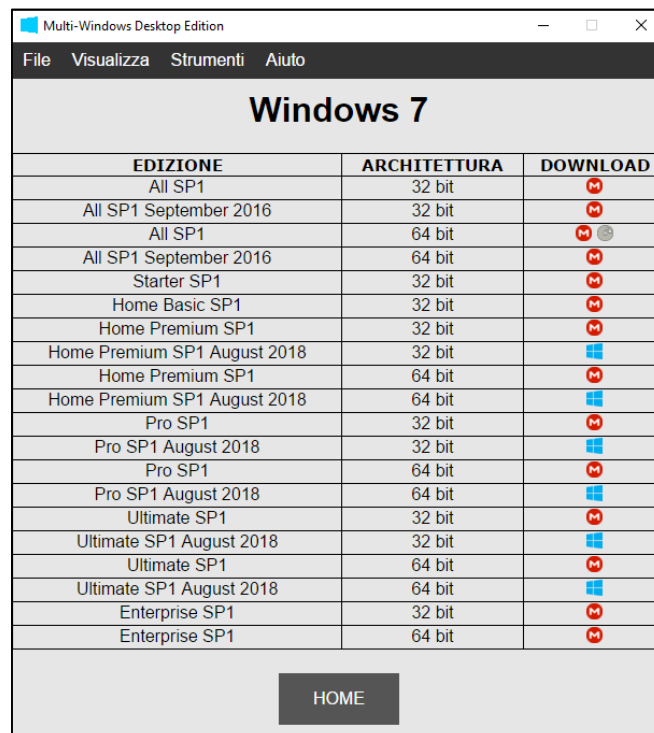 Multi-Windows Desktop Edition
File Visualizza Strumenti Aiuto
Windows 7
EDIZIONE ARCHITETTURA DOWNLOAD
All SP1 32 bit
All SP1 September 2016 32 bit
All SP1 64 bit
All SP1 September 2016 64 bit
Starter SP1 32 bit
Home Basic SP1 32 bit
Home Premium SP1 32 bit
Home Premium SP1 August 2018 32 bit
Home Premium SP1 64 bit
Home Premium SP1 August 2018 64 bit
Pro SP1 32 bit
Pro SP1 August 2018 32 bit
Pro SP1 64 bit
Pro SP1 August 2018 64 bit
Ultimate SP1 32 bit
Ultimate SP1 August 2018 32 bit
Ultimate SP1 64 bit
Ultimate SP1 August 2018 64 bit
Enterprise SP1 32 bit
Enterprise SP1 64 bit
HOME